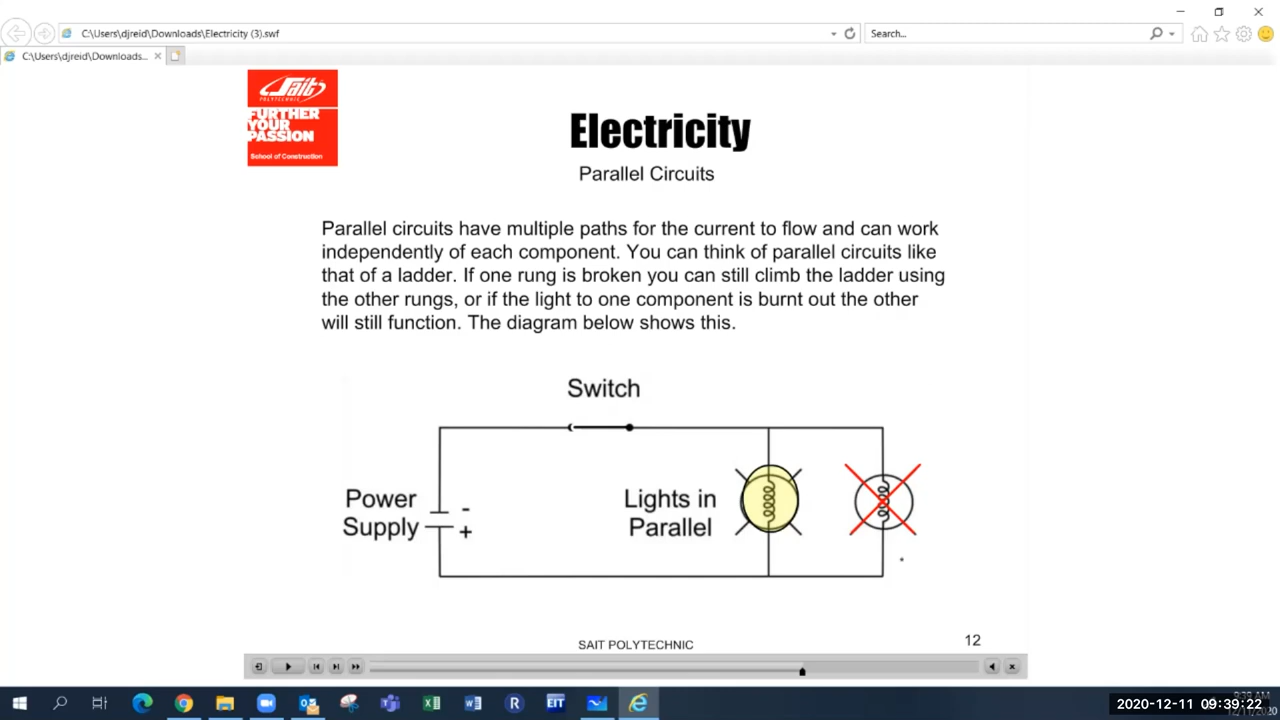 C:\Users\djreid\Downloads\Electricity (3).swf
Search...
C:\Users\djreid\Downloads...
Sait
POLYTECHNIC
FURTHER
YOUR
PASSION
School of Construction
Electricity
Parallel Circuits
Parallel circuits have multiple paths for the current to flow and can work
independently of each component. You can think of parallel circuits like
that of a ladder. If one rung is broken you can still climb the ladder using
the other rungs, or if the light to one component is burnt out the other
will still function. The diagram below shows this.
Switch
Power
Supply
-
+
Lights in
Parallel
12
SAIT POLYTECHNIC
R
EIT
2020-12-11 09:39:22